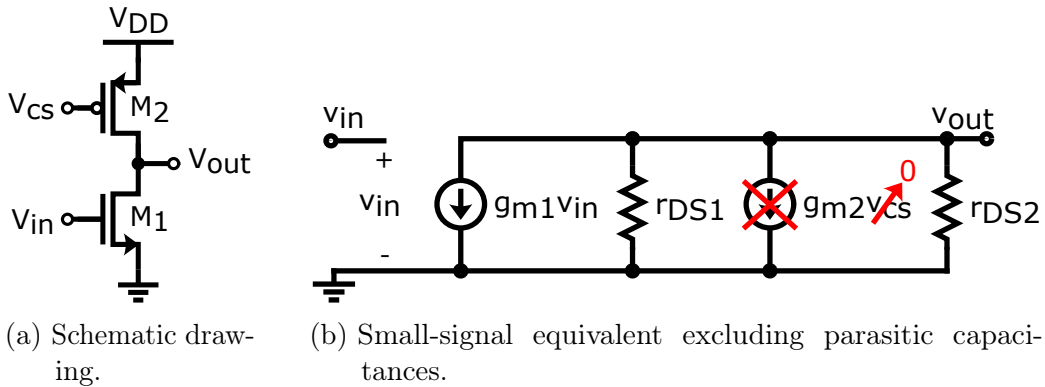 VDD
Vcs
M2
Vout
Vin
M1
(a) Schematic draw-
ing.
vin
+
vin
-
gm1vin
rDS1
gm2vcs
0
rDS2
vout
(b) Small-signal equivalent excluding parasitic capaci-
tances.